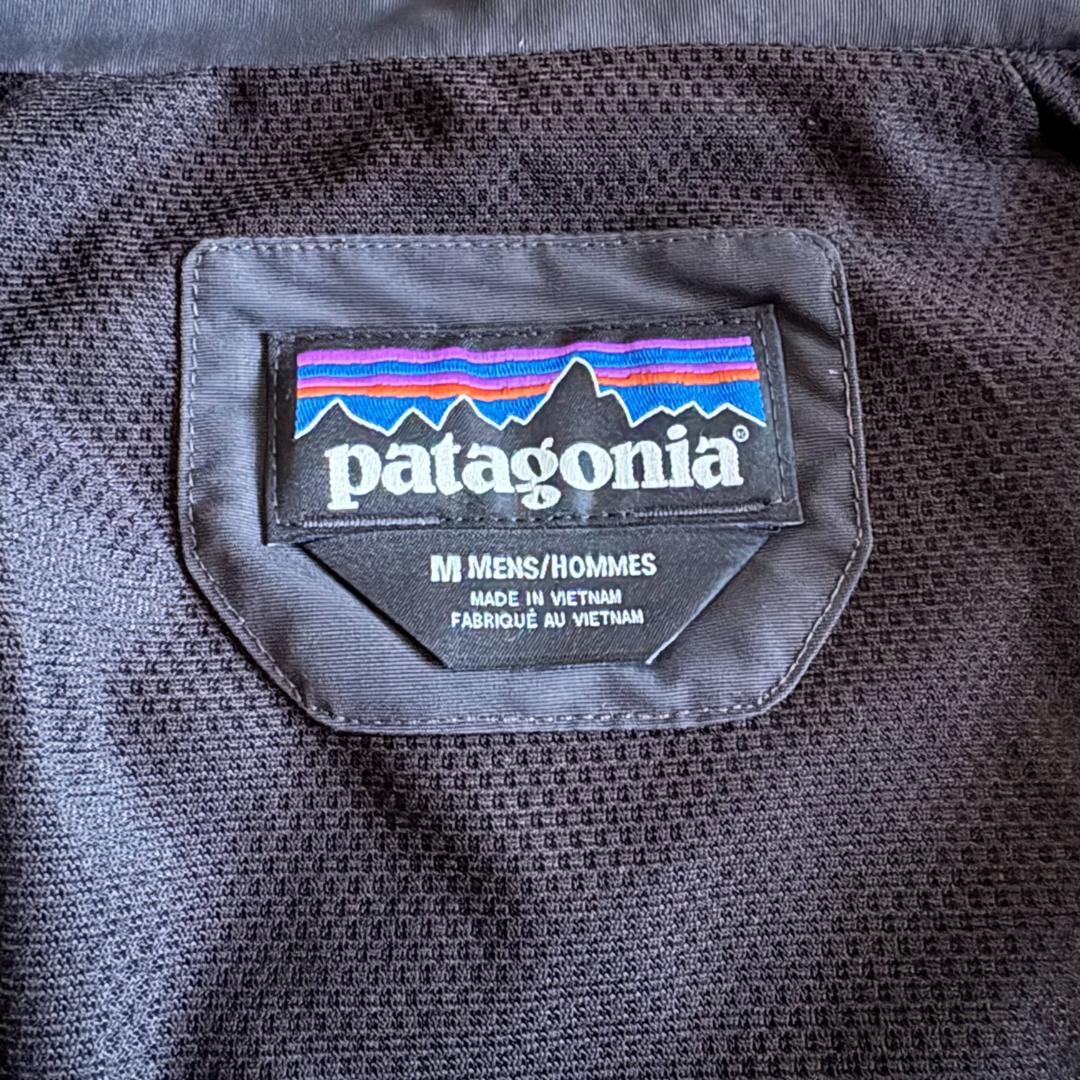 patagonia®
M MENS/HOMMES
MADE IN VIETNAM
FABRIQUÉ AU VIETNAM